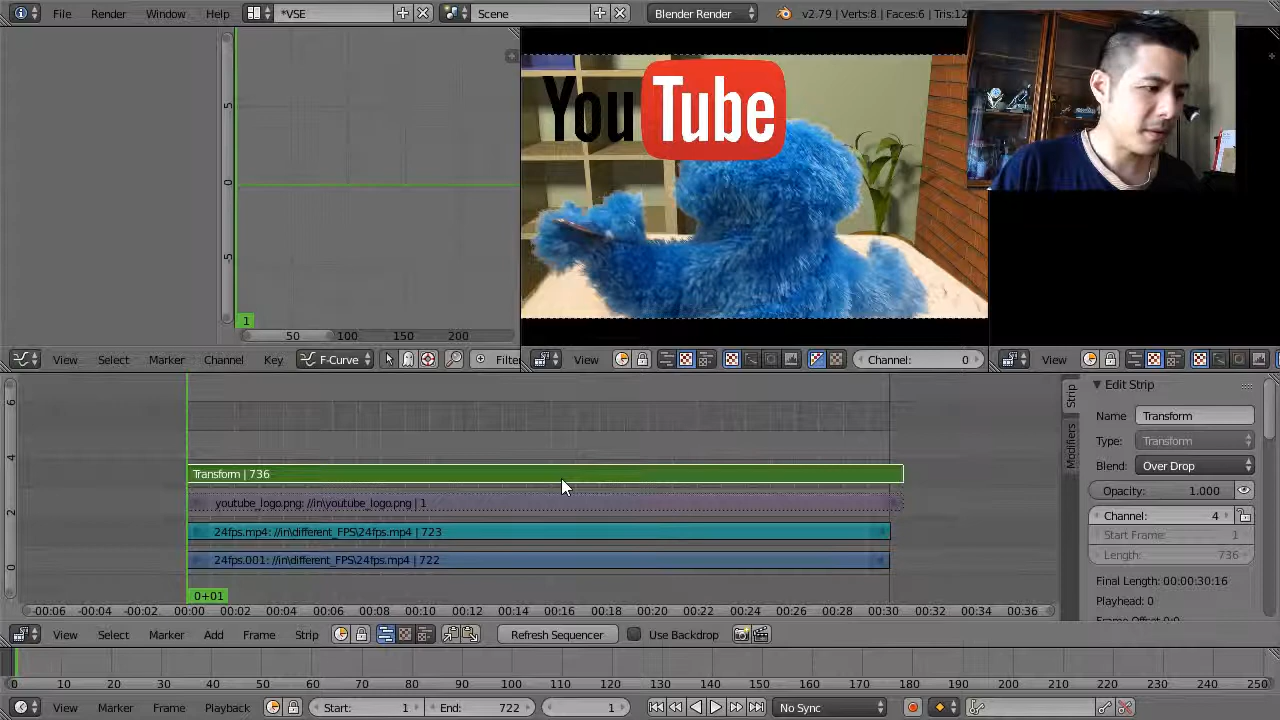 File Render Window Help *VSE Scene Blender Render v2.79 | Verts:8 | Faces:6 | Tris:12
YouTube
5
0
-5
1
50 100 150 200
View Select Marker Channel Key F-Curve Filter
View Channel: 0
View
6
4
2
0
Transform | 736
youtube_logo.png: //in\youtube_logo.png | 1
24fps.mp4: //in\different_FPS\24fps.mp4 | 723
24fps.001: //in\different_FPS\24fps.mp4 | 722
0+01
-00:06 -00:04 -00:02 00:00 00:02 00:04 00:06 00:08 00:10 00:12 00:14 00:16 00:18 00:20 00:22 00:24 00:26 00:28 00:30 00:32 00:34 00:36
Strip
Modifiers
Edit Strip
Name Transform
Type: Transform
Blend: Over Drop
Opacity: 1.000
Channel: 4
Start Frame: 1
Length: 736
Final Length: 00:00:30:16
Playhead: 0
Frame Offset 0:0
View Select Marker Add Frame Strip Refresh Sequencer Use Backdrop
0 10 20 30 40 50 60 70 80 90 100 110 120 130 140 150 160 170 180 190 200 210 220 230 240 250
View Marker Frame Playback Start: 1 End: 722 1 No Sync